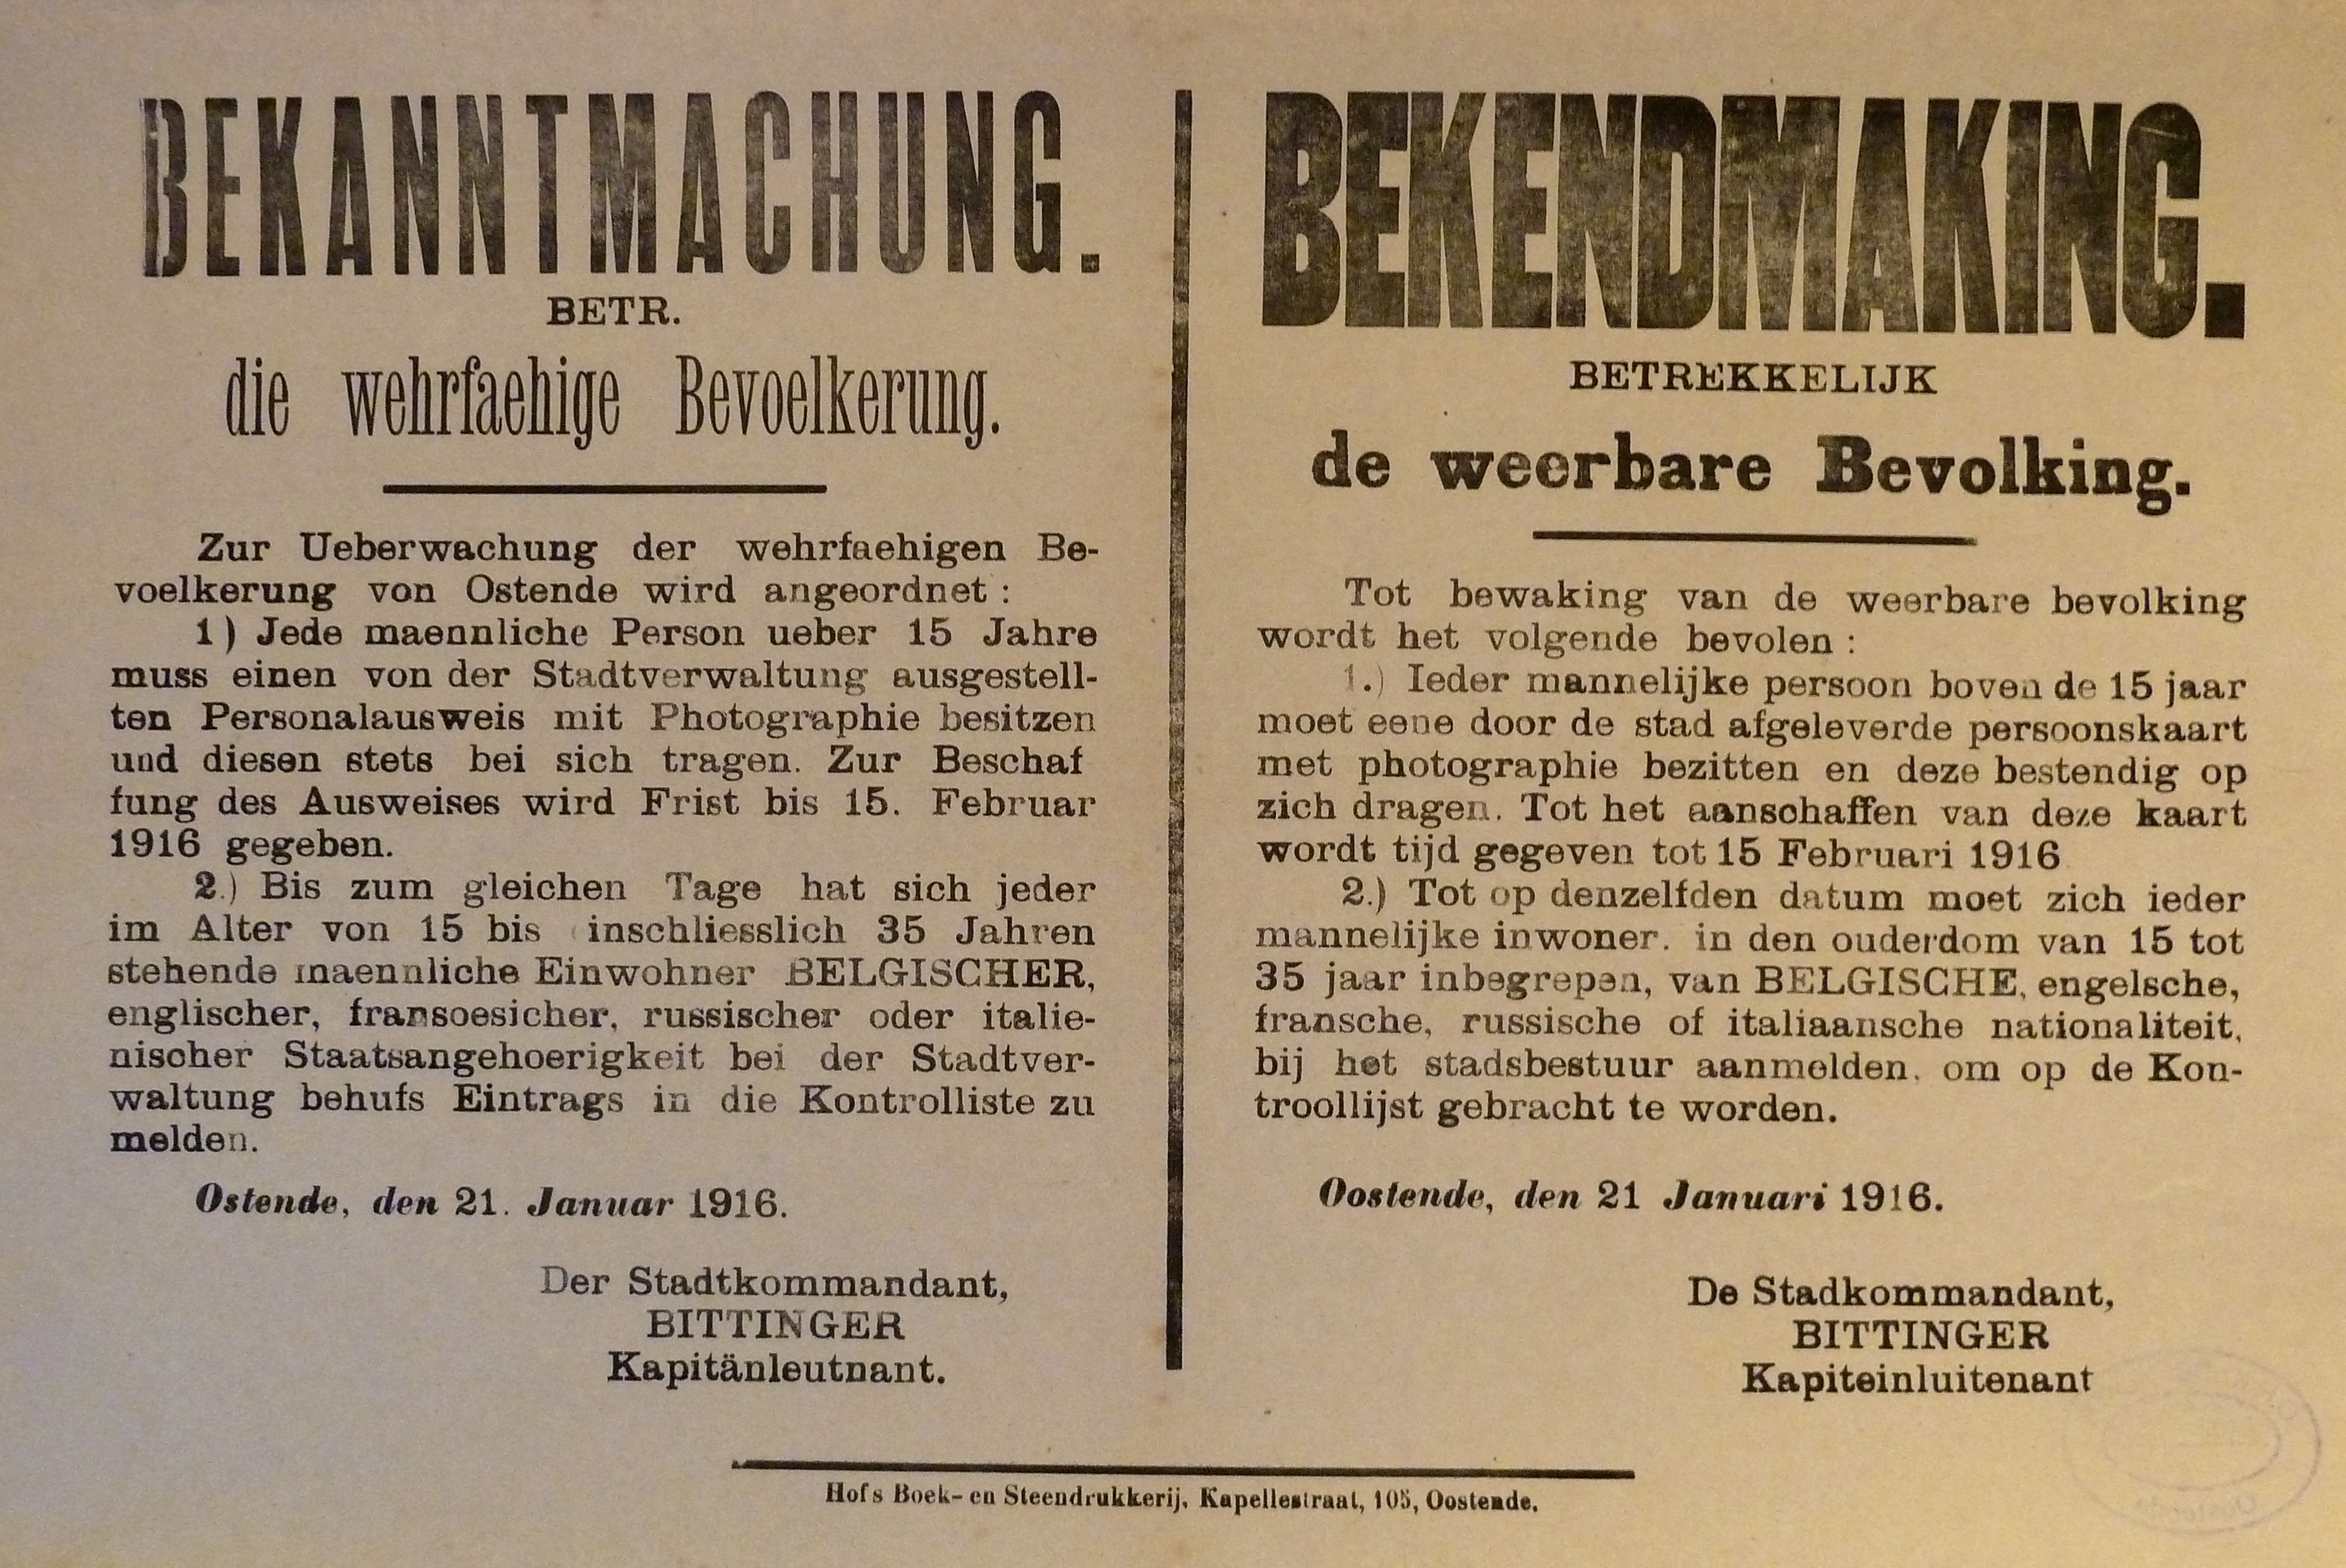 BEKANNTMACHUNG.
BETR.
die wehrfaehige Bevoelkerung.
Zur Ueberwachung der wehrfaehigen Be-
voelkerung von Ostende wird angeordnet :
1) Jede maennliche Person ueber 15 Jahre
muss einen von der Stadtverwaltung ausgestell-
ten Personalausweis mit Photographie besitzen
und diesen stets bei sich tragen. Zur Beschaf
fung des Ausweises wird Frist bis 15. Februar
1916 gegeben.
2.) Bis zum gleichen Tage hat sich jeder
im Alter von 15 bis inschliesslich 35 Jahren
stehende maennliche Einwohner BELGISCHER,
englischer, fransoesicher, russischer oder italie-
nischer Staatsangehoerigkeit bei der Stadtver-
waltung behufs Eintrags in die Kontrolliste zu
melden.
Ostende, den 21. Januar 1916.
Der Stadtkommandant,
BITTINGER
Kapitänleutnant.
BEKENDMAKING.
BETREKKELIJK
de weerbare Bevolking.
Tot bewaking van de weerbare bevolking
wordt het volgende bevolen :
1.) Ieder mannelijke persoon boven de 15 jaar
moet eene door de stad afgeleverde persoonskaart
met photographie bezitten en deze bestendig op
zich dragen. Tot het aanschaffen van deze kaart
wordt tijd gegeven tot 15 Februari 1916
2.) Tot op denzelfden datum moet zich ieder
mannelijke inwoner. in den ouderdom van 15 tot
35 jaar inbegrepen, van BELGISCHE, engelsche,
fransche, russische of italiaansche nationaliteit,
bij het stadsbestuur aanmelden. om op de Kon-
troollijst gebracht te worden.
Oostende, den 21 Januari 1916.
De Stadkommandant,
BITTINGER
Kapiteinluitenant
Hofs Boek- en Steendrukkerij, Kapellestraat, 105, Oostende.